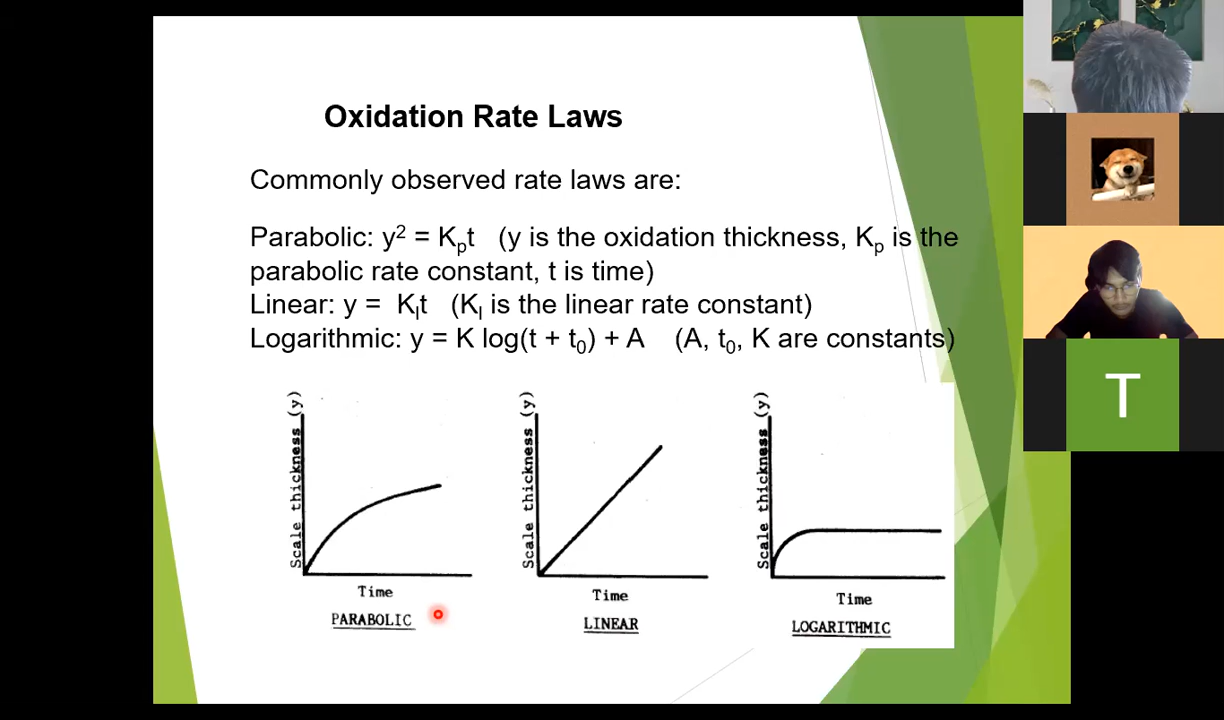 Oxidation Rate Laws
Commonly observed rate laws are:
Parabolic: y² = Kₚt (y is the oxidation thickness, Kₚ is the
parabolic rate constant, t is time)
Linear: y = Kₗt (Kₗ is the linear rate constant)
Logarithmic: y = K log(t + t₀) + A (A, t₀, K are constants)
Scale thickness (y)
Time
PARABOLIC
Scale thickness (y)
Time
LINEAR
Scale thickness (y)
Time
LOGARITHMIC
T